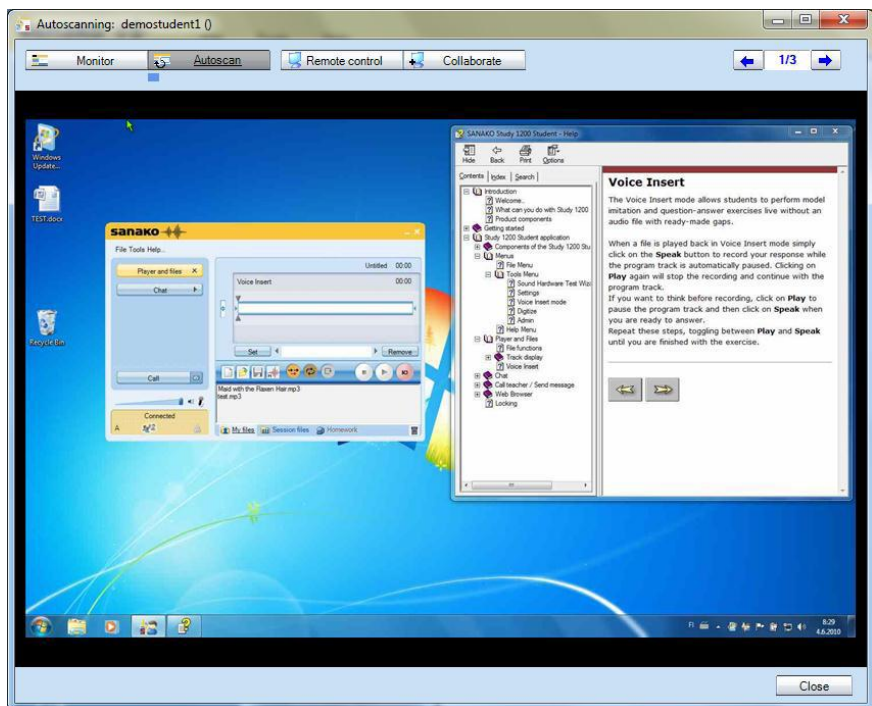 Autoscanning: demostudent1 ()
Monitor
Autoscan
Remote control
Collaborate
1/3
Windows
Update...
TEST.docx
Recycle Bin
sanako
File Tools Help...
Player and files
Chat
Call
Connected
A
Untitled 00:00
Voice Insert 00:00
Set
Remove
Maid with the Flaxen Hair.mp3
test.mp3
My files
Session files
Homework
SANAKO Study 1200 Student - Help
Hide Back Print Options
Contents Index Search
Introduction
Welcome..
What can you do with Study 1200
Product components
Getting started
Study 1200 Student application
Components of the Study 1200 Stu
Menus
File Menu
Tools Menu
Sound Hardware Test Wiz
Settings
Voice Insert mode
Digitize
Admin
Help Menu
Player and Files
File functions
Track display
Voice Insert
Chat
Call teacher / Send message
Web Browser
Locking
Voice Insert
The Voice Insert mode allows students to perform model
imitation and question-answer exercises live without an
audio file with ready-made gaps.
When a file is played back in Voice Insert mode simply
click on the Speak button to record your response while
the program track is automatically paused. Clicking on
Play again will stop the recording and continue with the
program track.
If you want to think before recording, click on Play to
pause the program track and then click on Speak when
you are ready to answer.
Repeat these steps, toggling between Play and Speak
until you are finished with the exercise.
FI
8:29
4.6.2010
Close